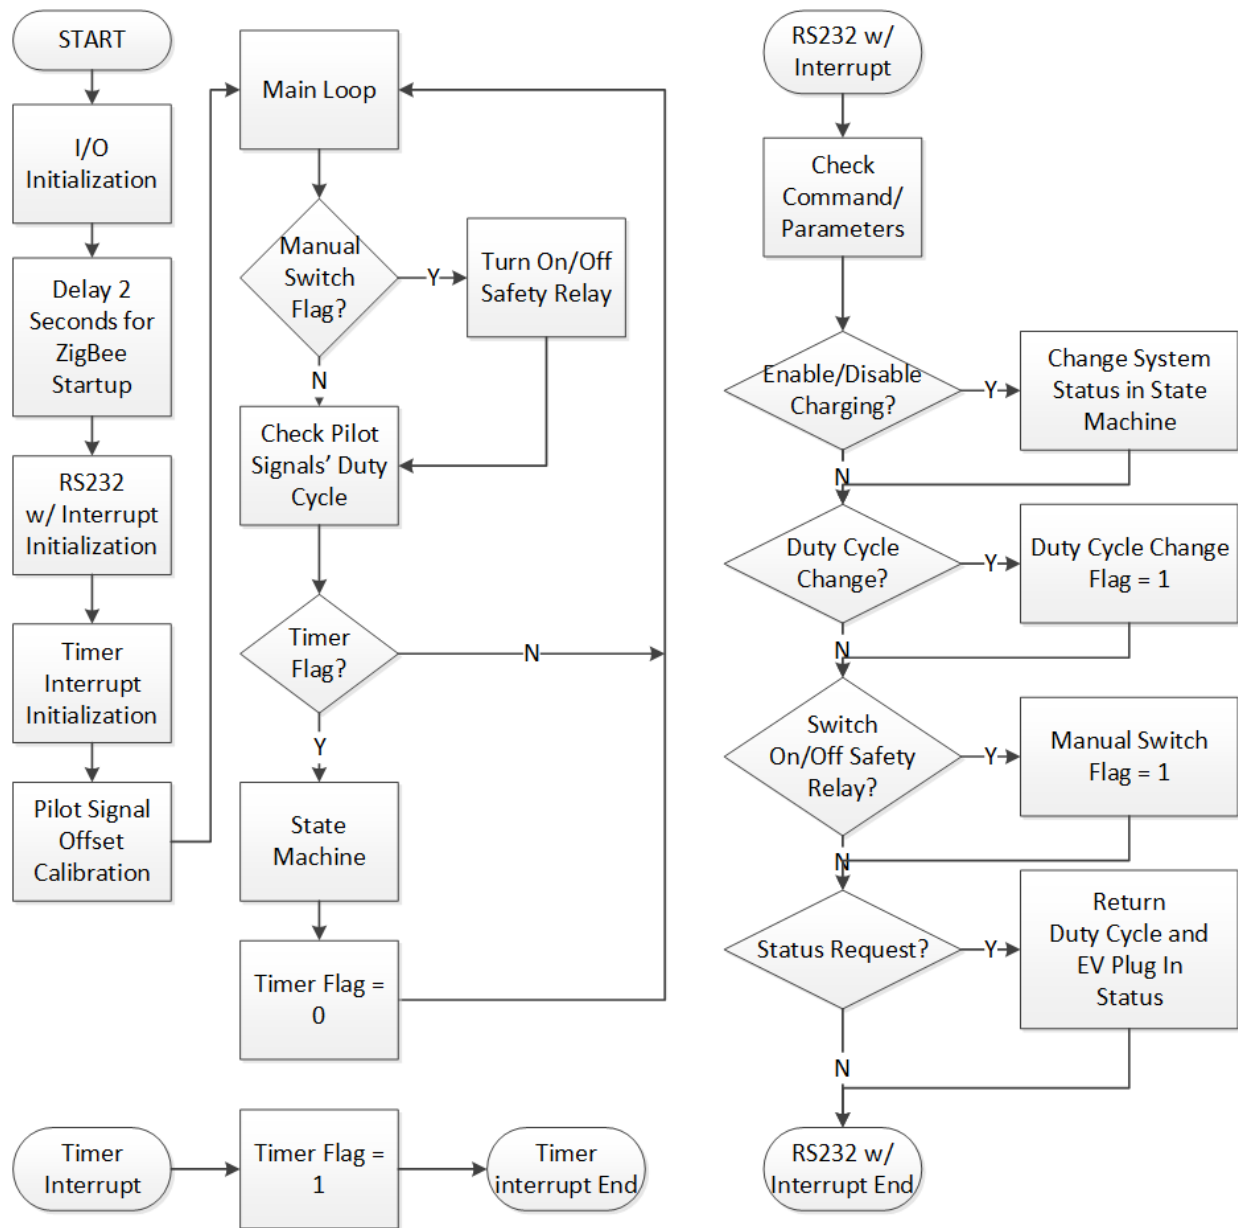 START
I/O
Initialization
Delay 2
Seconds for
ZigBee
Startup
RS232
w/ Interrupt
Initialization
Timer
Interrupt
Initialization
Pilot Signal
Offset
Calibration
Main Loop
Manual
Switch
Flag?
Y
Turn On/Off
Safety Relay
N
Check Pilot
Signals’ Duty
Cycle
Timer
Flag?
N
Y
State
Machine
Timer Flag =
0
Timer
Interrupt
Timer Flag =
1
Timer
interrupt End
RS232 w/
Interrupt
Check
Command/
Parameters
Enable/Disable
Charging?
Y
Change System
Status in State
Machine
N
Duty Cycle
Change?
Y
Duty Cycle Change
Flag = 1
N
Switch
On/Off Safety
Relay?
Y
Manual Switch
Flag = 1
N
Status Request?
Y
Return
Duty Cycle and
EV Plug In
Status
N
RS232 w/
Interrupt End